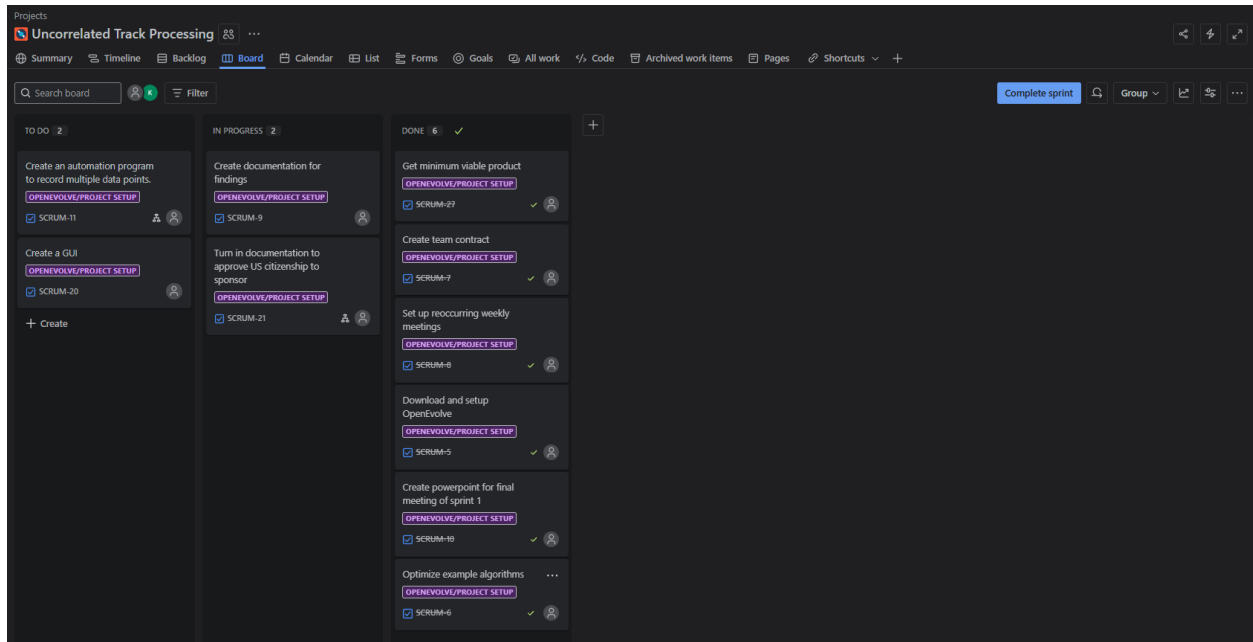 Projects
Uncorrelated Track Processing
Summary Timeline Backlog Board Calendar List Forms Goals All work Code Archived work items Pages Shortcuts
Search board K Filter Complete sprint Group
TO DO 2
Create an automation program
to record multiple data points.
OPENEVOLVE/PROJECT SETUP
SCRUM-11
Create a GUI
OPENEVOLVE/PROJECT SETUP
SCRUM-20
Create
IN PROGRESS 2
Create documentation for
findings
OPENEVOLVE/PROJECT SETUP
SCRUM-9
Turn in documentation to
approve US citizenship to
sponsor
OPENEVOLVE/PROJECT SETUP
SCRUM-21
DONE 6
Get minimum viable product
OPENEVOLVE/PROJECT SETUP
SCRUM-27
Create team contract
OPENEVOLVE/PROJECT SETUP
SCRUM-7
Set up reoccurring weekly
meetings
OPENEVOLVE/PROJECT SETUP
SCRUM-8
Download and setup
OpenEvolve
OPENEVOLVE/PROJECT SETUP
SCRUM-5
Create powerpoint for final
meeting of sprint 1
OPENEVOLVE/PROJECT SETUP
SCRUM-10
Optimize example algorithms
OPENEVOLVE/PROJECT SETUP
SCRUM-6